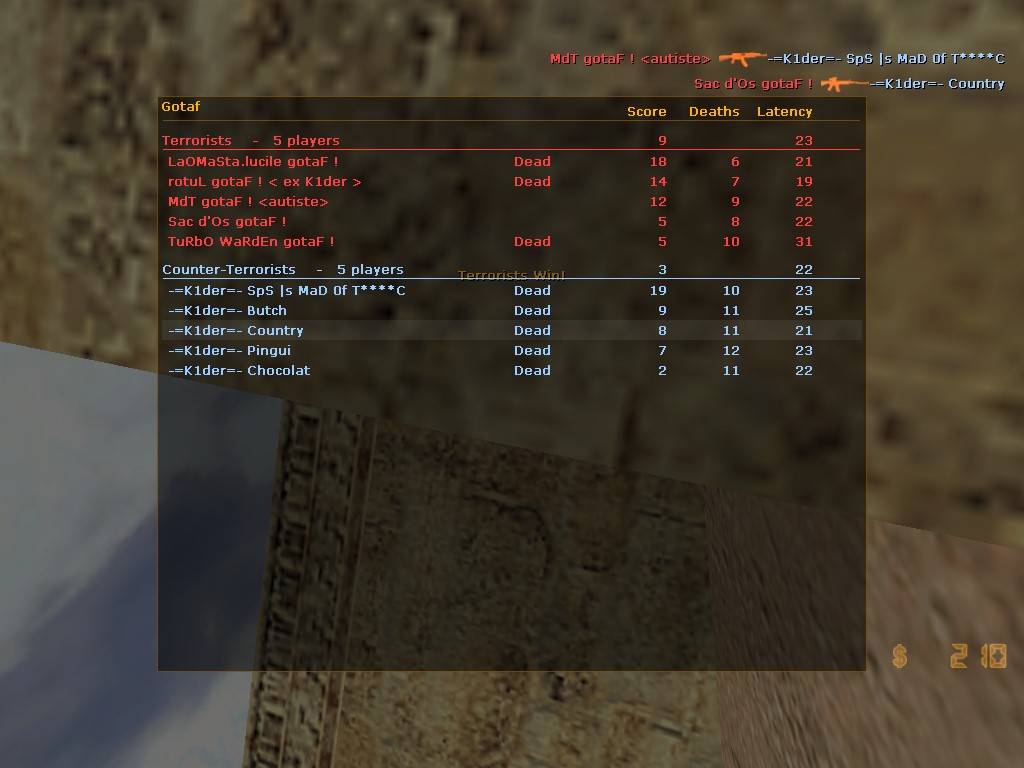 MdT gotaF ! <autiste> -=K1der=- SpS |s MaD 0f T****C
Sac d'Os gotaF ! -=K1der=- Country
Gotaf Score Deaths Latency
Terrorists - 5 players 9 23
LaOMaSta.lucile gotaF ! Dead 18 6 21
rotuL gotaF ! < ex K1der > Dead 14 7 19
MdT gotaF ! <autiste> 12 9 22
Sac d'Os gotaF ! 5 8 22
TuRbO WaRdEn gotaF ! Dead 5 10 31
Counter-Terrorists - 5 players 3 22
Terrorists Win!
-=K1der=- SpS |s MaD 0f T****C Dead 19 10 23
-=K1der=- Butch Dead 9 11 25
-=K1der=- Country Dead 8 11 21
-=K1der=- Pingui Dead 7 12 23
-=K1der=- Chocolat Dead 2 11 22
$ 210